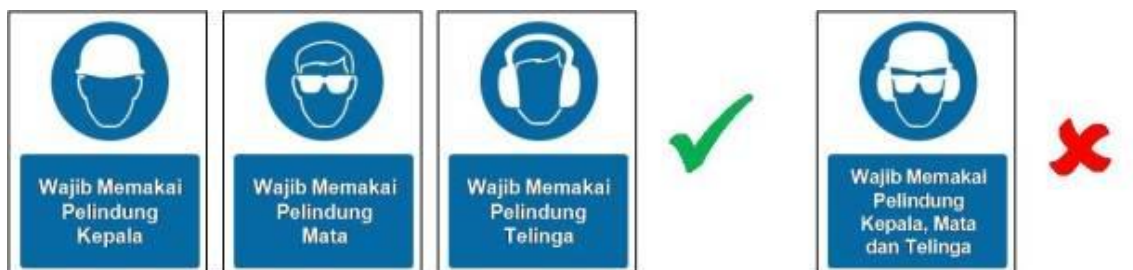 Wajib Memakai
Pelindung
Kepala
Wajib Memakai
Pelindung
Mata
Wajib Memakai
Pelindung
Telinga
Wajib Memakai
Pelindung
Kepala, Mata
dan Telinga